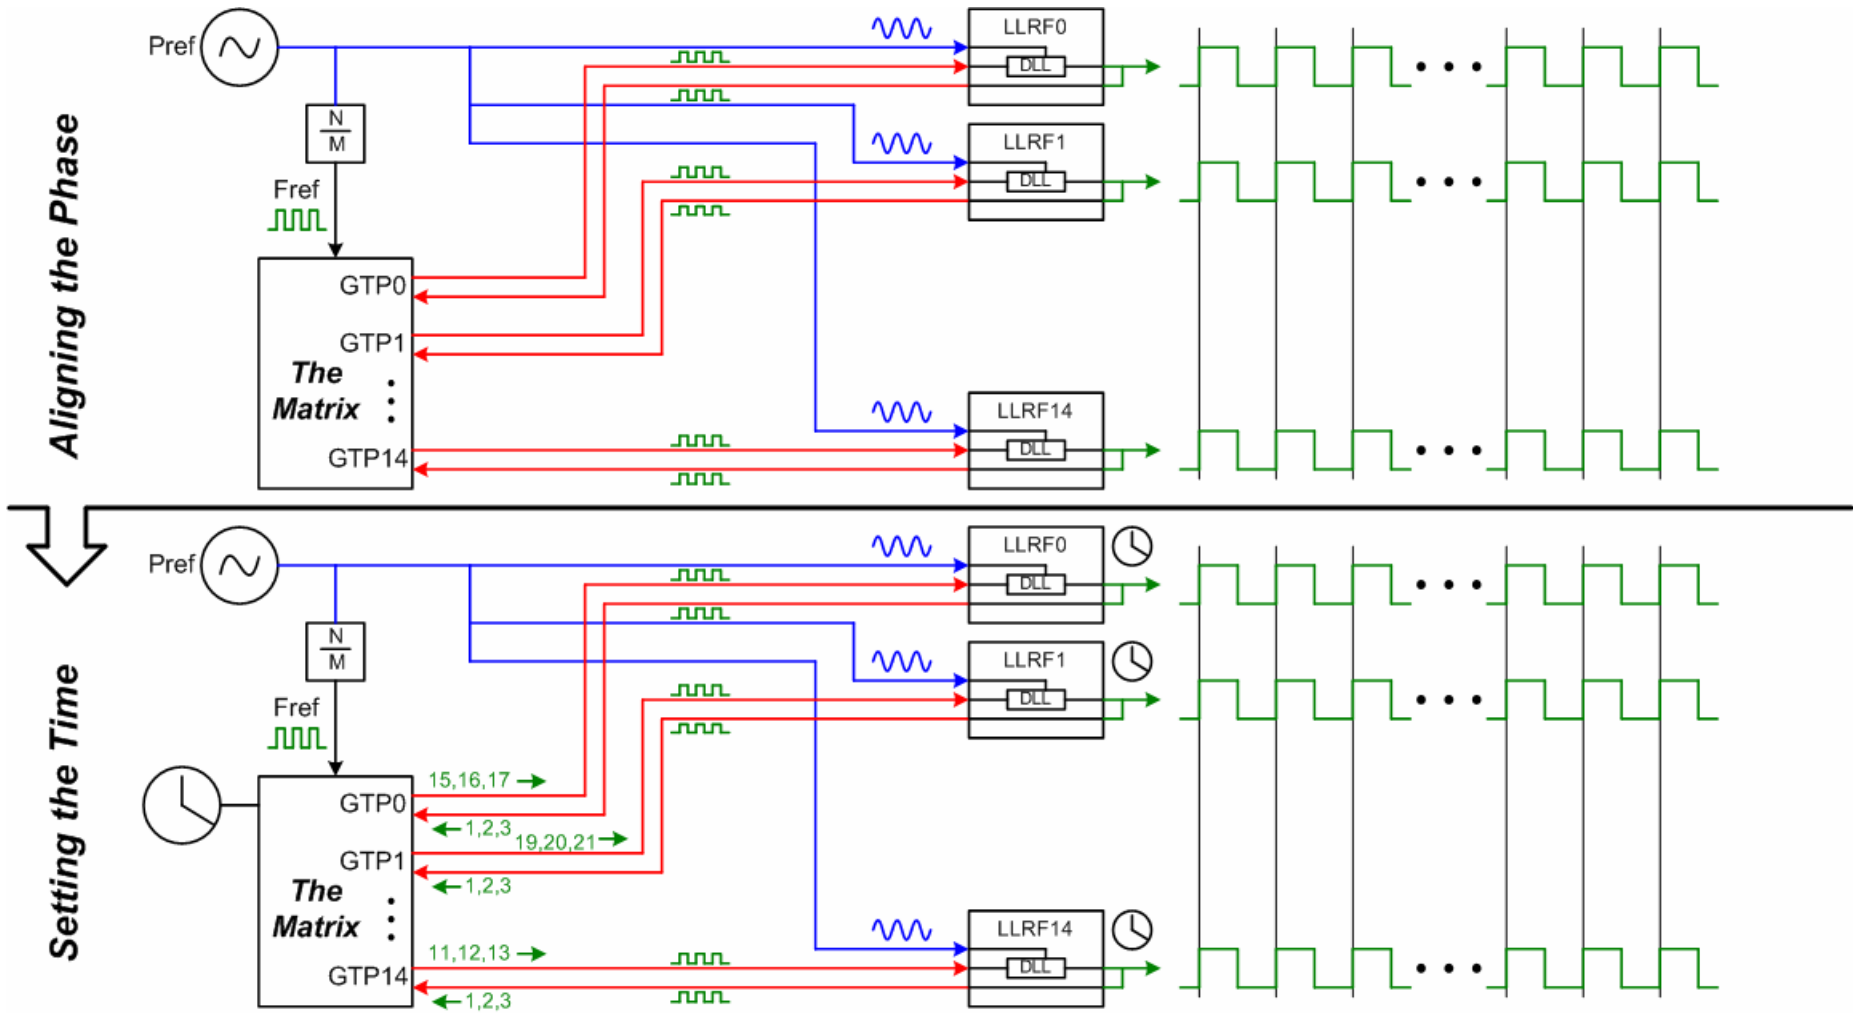 Aligning the Phase
Pref
N
M
Fref
GTP0
GTP1
The
Matrix
GTP14
LLRF0
DLL
LLRF1
DLL
LLRF14
DLL
Setting the Time
Pref
N
M
Fref
15,16,17
GTP0
1,2,3
19,20,21
GTP1
1,2,3
The
Matrix
11,12,13
GTP14
1,2,3
LLRF0
DLL
LLRF1
DLL
LLRF14
DLL